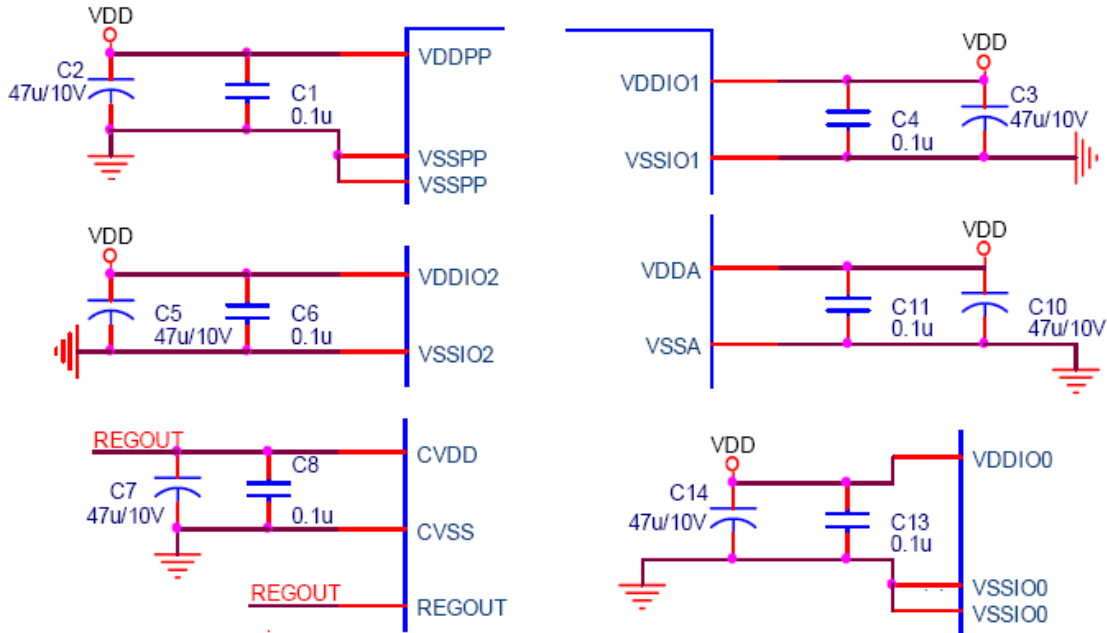 VDD
C2
47u/10V
C1
0.1u
VDDPP
VSSPP
VSSPP
VDD
VDDIO1
C4
0.1u
C3
47u/10V
VSSIO1
VDD
VDDIO2
C5
47u/10V
C6
0.1u
VSSIO2
VDD
VDDA
C11
0.1u
C10
47u/10V
VSSA
REGOUT
CVDD
C7
47u/10V
C8
0.1u
CVSS
REGOUT
REGOUT
VDD
VDDIO0
C14
47u/10V
C13
0.1u
VSSIO0
VSSIO0